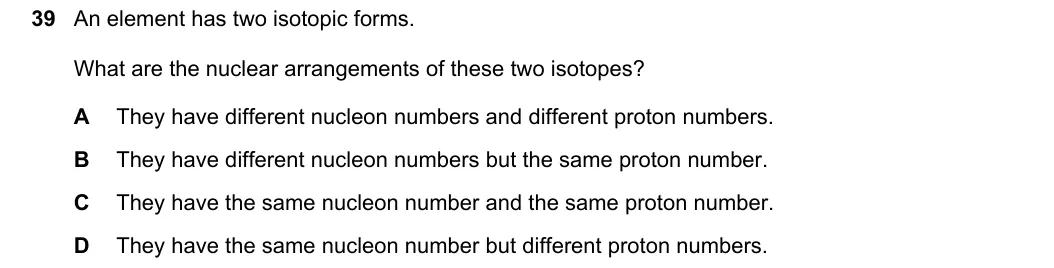 39 An element has two isotopic forms.
What are the nuclear arrangements of these two isotopes?
A They have different nucleon numbers and different proton numbers.
B They have different nucleon numbers but the same proton number.
C They have the same nucleon number and the same proton number.
D They have the same nucleon number but different proton numbers.